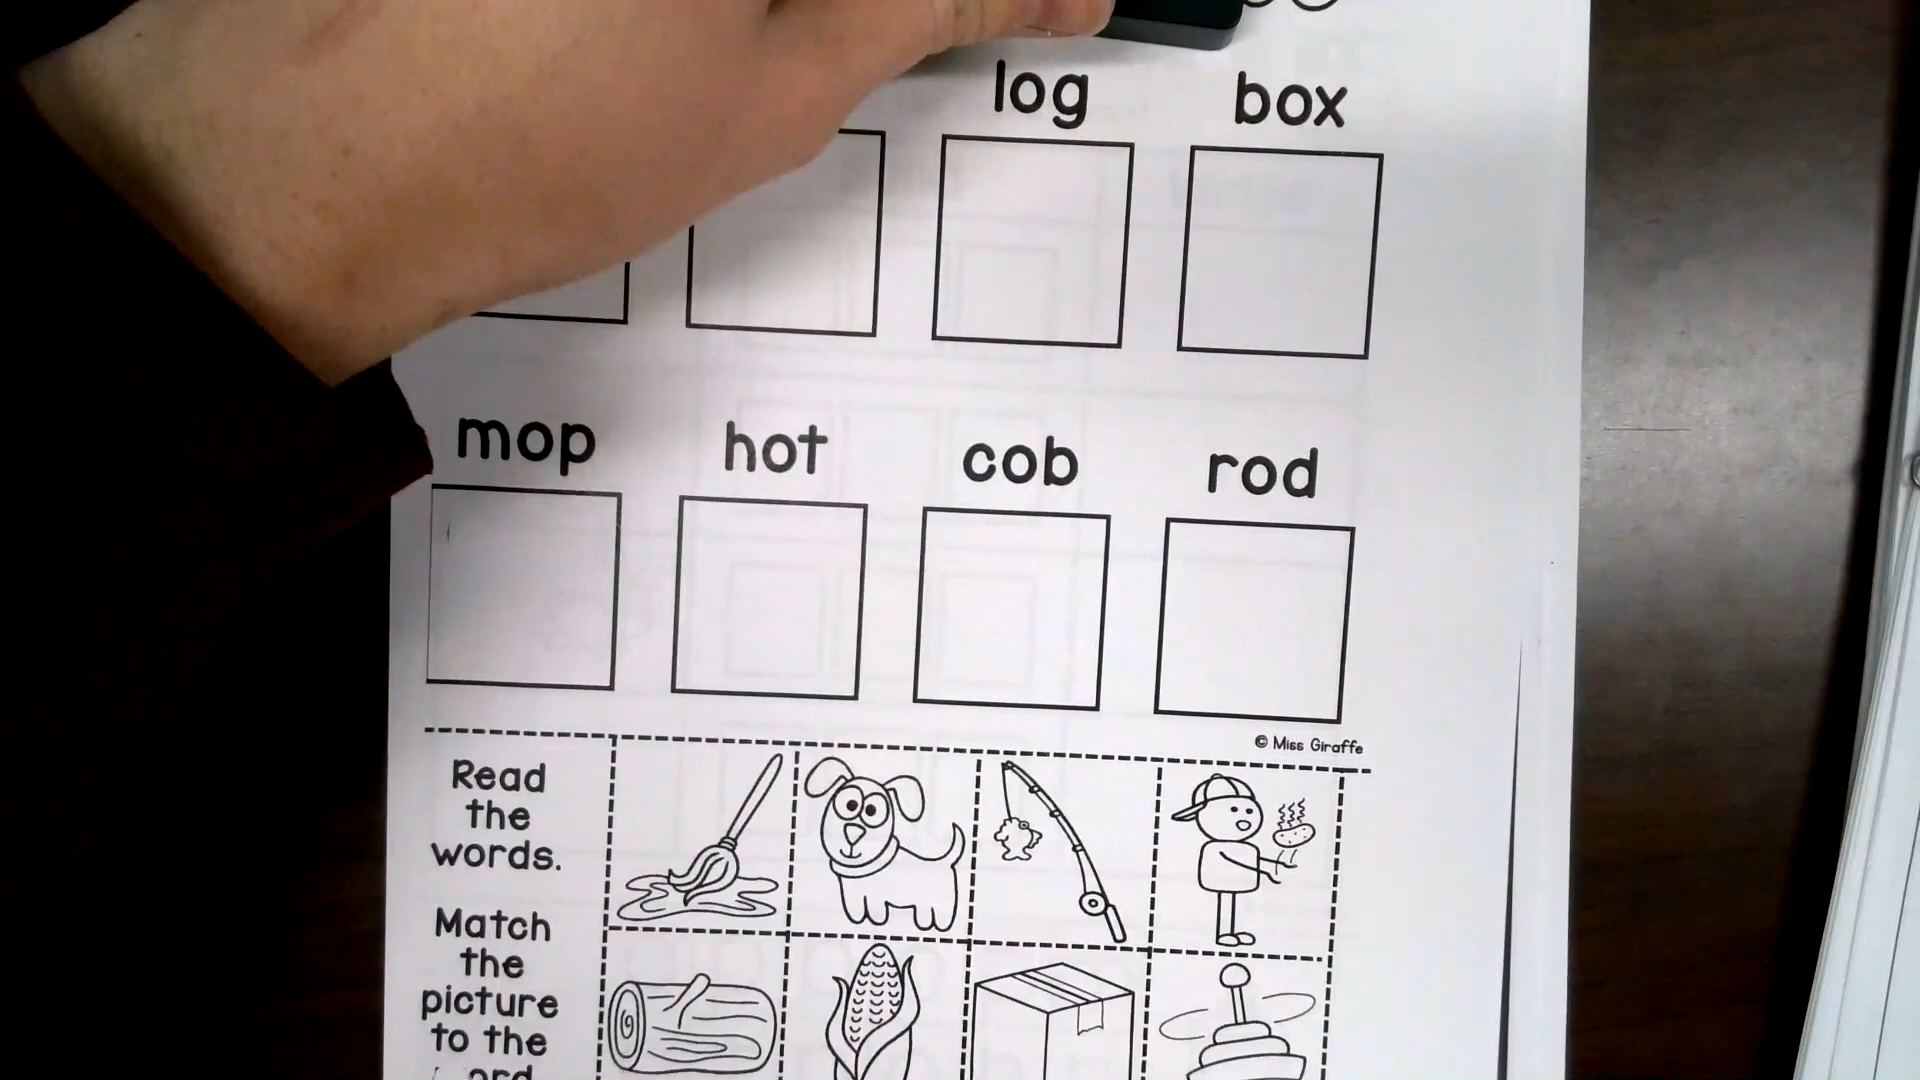 log box
mop hot cob rod
© Miss Giraffe
Read
the
words.
Match
the
picture
to the